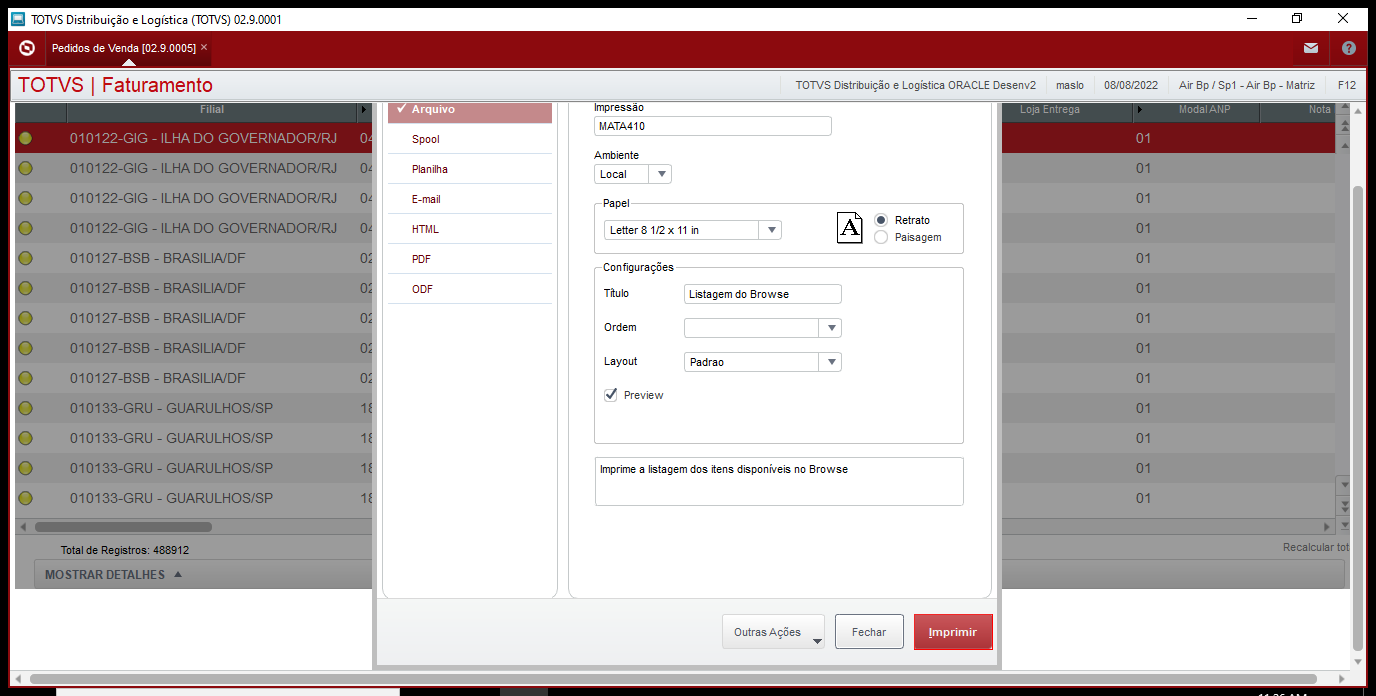 TOTVS Distribuição e Logística (TOTVS) 02.9.0001
Pedidos de Venda [02.9.0005] ×
TOTVS | Faturamento
TOTVS Distribuição e Logística ORACLE Desenv2
maslo
08/08/2022
Air Bp / Sp1 - Air Bp - Matriz
F12
Filial
Loja Entrega
Modal ANP
Nota
010122-GIG - ILHA DO GOVERNADOR/RJ 04 01
010122-GIG - ILHA DO GOVERNADOR/RJ 04 01
010122-GIG - ILHA DO GOVERNADOR/RJ 04 01
010122-GIG - ILHA DO GOVERNADOR/RJ 04 01
010127-BSB - BRASILIA/DF 02 01
010127-BSB - BRASILIA/DF 02 01
010127-BSB - BRASILIA/DF 02 01
010127-BSB - BRASILIA/DF 02 01
010127-BSB - BRASILIA/DF 02 01
010133-GRU - GUARULHOS/SP 18 01
010133-GRU - GUARULHOS/SP 18 01
010133-GRU - GUARULHOS/SP 18 01
010133-GRU - GUARULHOS/SP 18 01
Total de Registros: 488912
Recalcular tot
MOSTRAR DETALHES
Arquivo
Spool
Planilha
E-mail
HTML
PDF
ODF
Impressão
MATA410
Ambiente
Local
Papel
Letter 8 1/2 x 11 in
A
Retrato
Paisagem
Configurações
Título
Listagem do Browse
Ordem
Layout
Padrao
Preview
Imprime a listagem dos itens disponíveis no Browse
Outras Ações
Fechar
Imprimir